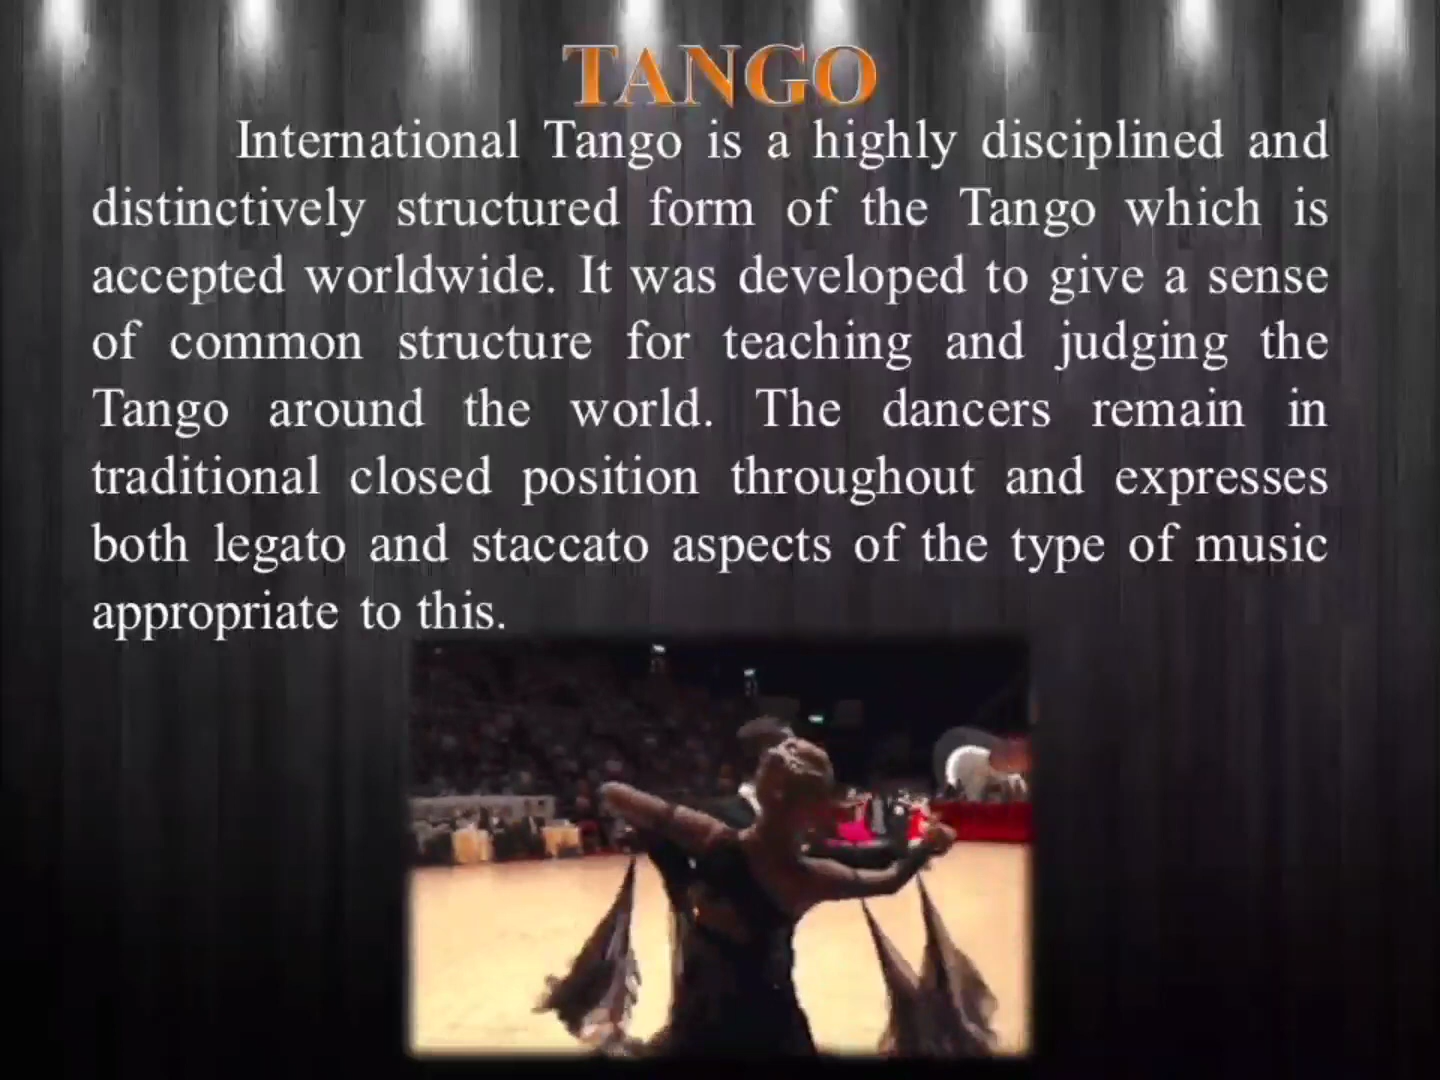 TANGO
International Tango is a highly disciplined and
distinctively structured form of the Tango which is
accepted worldwide. It was developed to give a sense
of common structure for teaching and judging the
Tango around the world. The dancers remain in
traditional closed position throughout and expresses
both legato and staccato aspects of the type of music
appropriate to this.